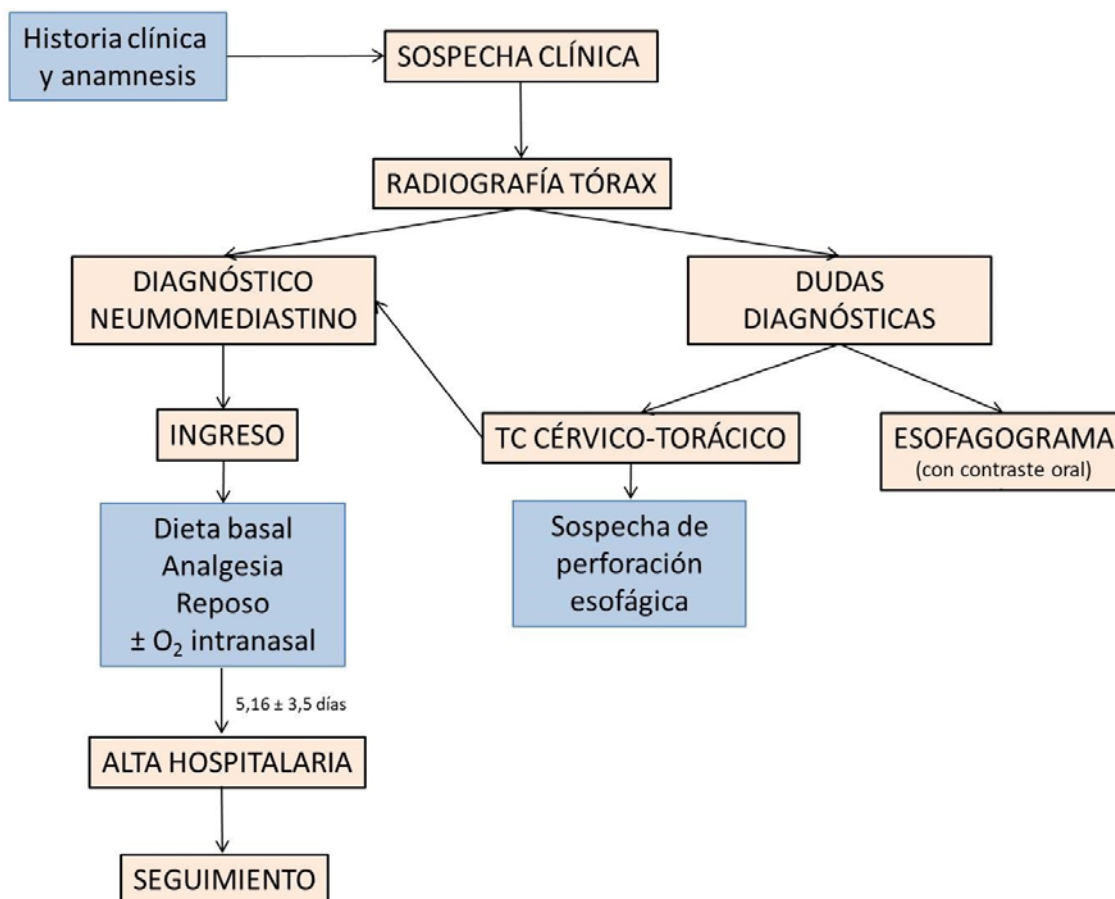 Historia clínica
y anamnesis
SOSPECHA CLÍNICA
RADIOGRAFÍA TÓRAX
DIAGNÓSTICO
NEUMOMEDIASTINO
DUDAS
DIAGNÓSTICAS
INGRESO
TC CÉRVICO-TORÁCICO
ESOFAGOGRAMA
(con contraste oral)
Dieta basal
Analgesia
Reposo
± O₂ intranasal
Sospecha de
perforación
esofágica
5,16 ± 3,5 días
ALTA HOSPITALARIA
SEGUIMIENTO